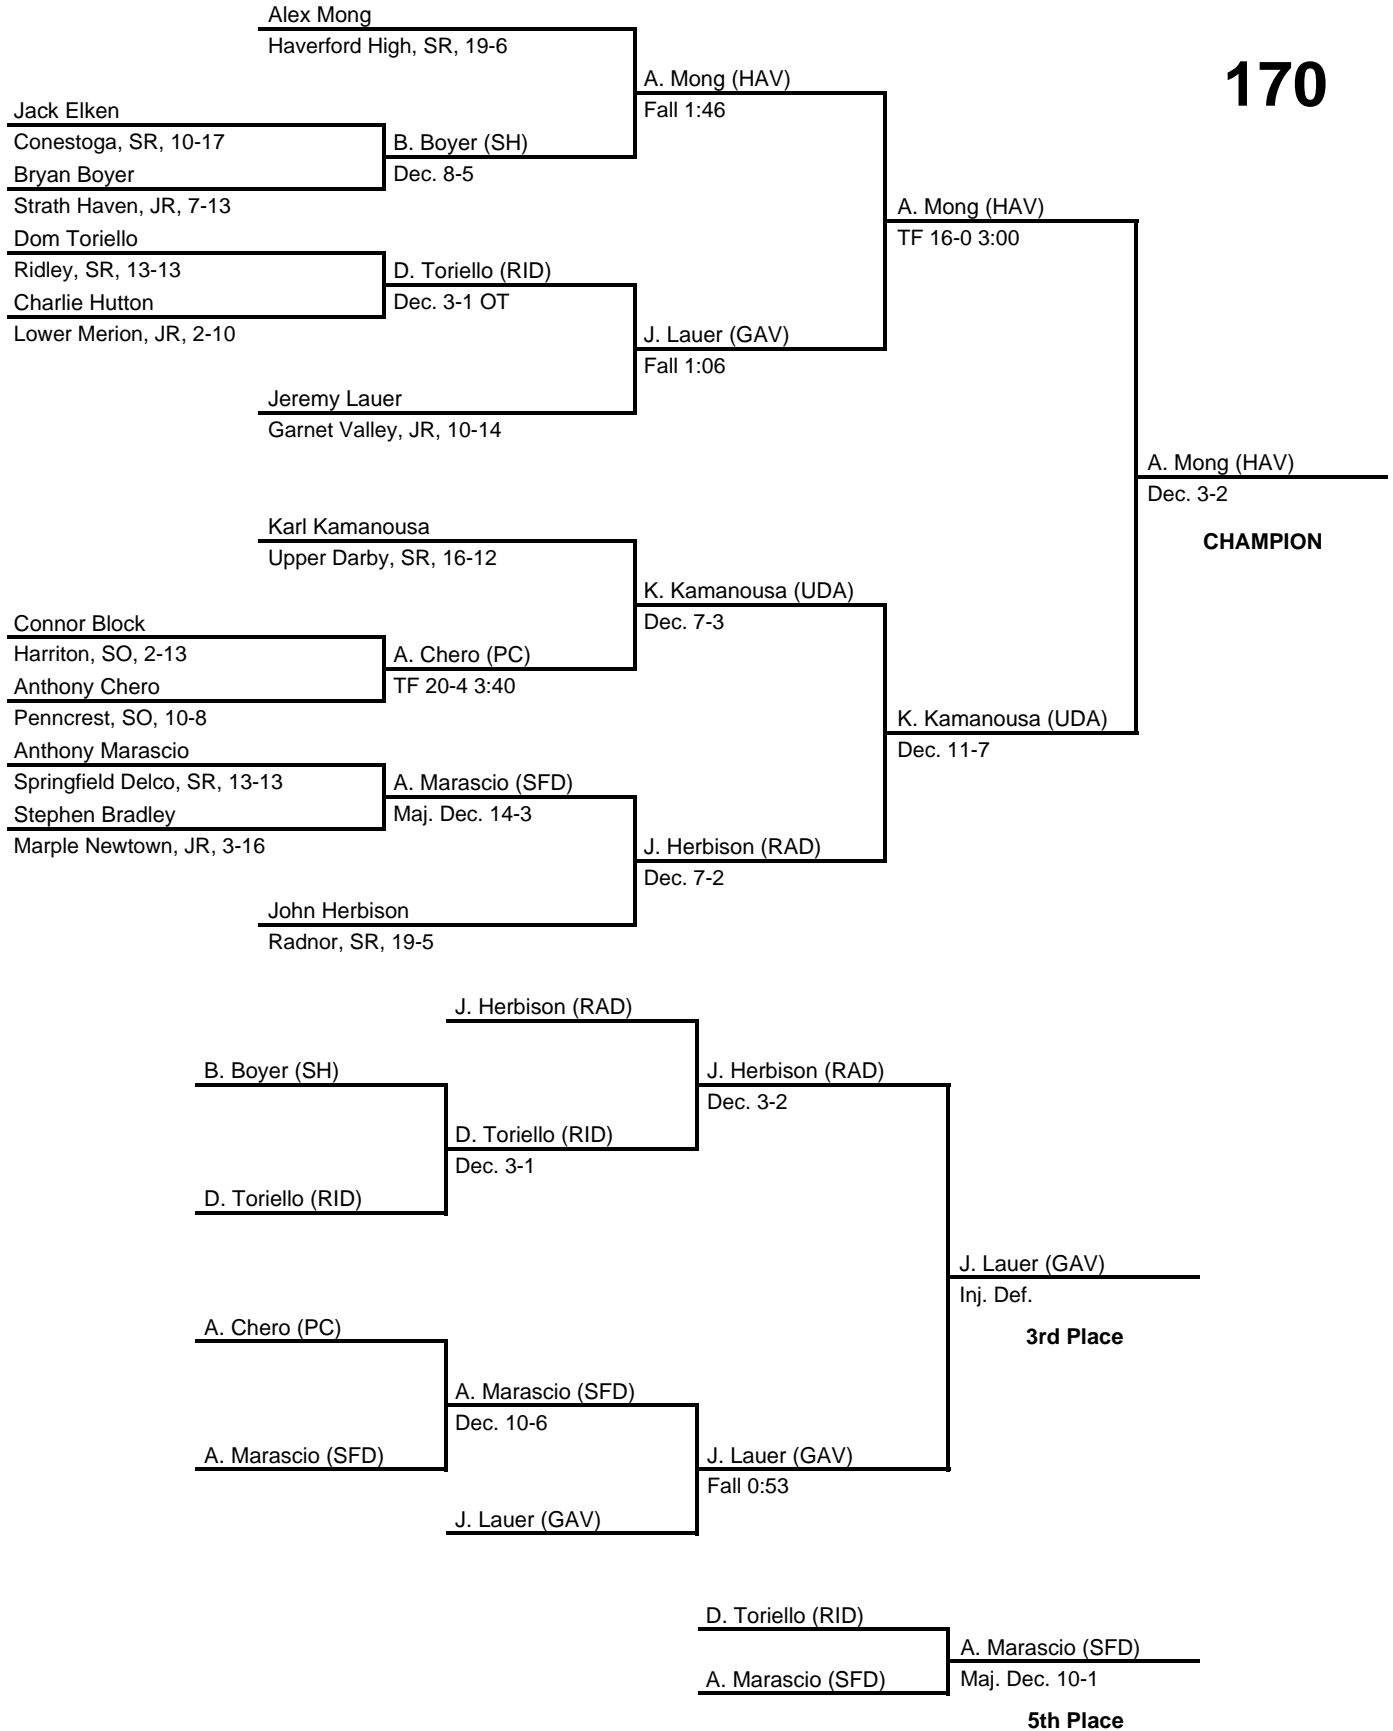 Alex Mong
Haverford High, SR, 19-6
170
A. Mong (HAV)
Fall 1:46
Jack Elken
Conestoga, SR, 10-17
B. Boyer (SH)
Bryan Boyer
Dec. 8-5
Strath Haven, JR, 7-13
A. Mong (HAV)
Dom Toriello
TF 16-0 3:00
Ridley, SR, 13-13
D. Toriello (RID)
Charlie Hutton
Dec. 3-1 OT
Lower Merion, JR, 2-10
J. Lauer (GAV)
Fall 1:06
Jeremy Lauer
Garnet Valley, JR, 10-14
A. Mong (HAV)
Dec. 3-2
CHAMPION
Karl Kamanousa
Upper Darby, SR, 16-12
K. Kamanousa (UDA)
Dec. 7-3
Connor Block
Harriton, SO, 2-13
A. Chero (PC)
Anthony Chero
TF 20-4 3:40
Penncrest, SO, 10-8
K. Kamanousa (UDA)
Anthony Marascio
Dec. 11-7
Springfield Delco, SR, 13-13
A. Marascio (SFD)
Stephen Bradley
Maj. Dec. 14-3
Marple Newtown, JR, 3-16
J. Herbison (RAD)
Dec. 7-2
John Herbison
Radnor, SR, 19-5
J. Herbison (RAD)
B. Boyer (SH)
J. Herbison (RAD)
Dec. 3-2
D. Toriello (RID)
Dec. 3-1
D. Toriello (RID)
J. Lauer (GAV)
Inj. Def.
3rd Place
A. Chero (PC)
A. Marascio (SFD)
Dec. 10-6
A. Marascio (SFD)
J. Lauer (GAV)
Fall 0:53
J. Lauer (GAV)
D. Toriello (RID)
A. Marascio (SFD)
A. Marascio (SFD)
Maj. Dec. 10-1
5th Place